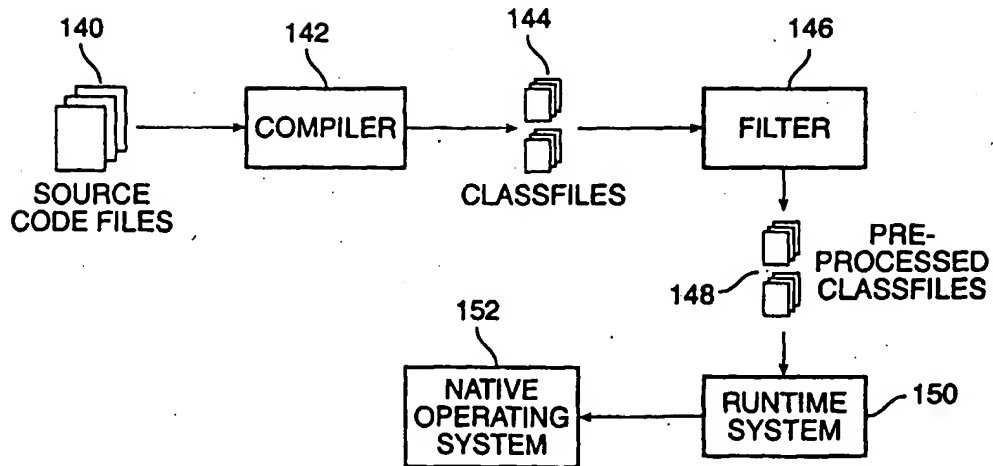 140
142
144
146
COMPILER
FILTER
SOURCE
CODE FILES
CLASSFILES
PRE-
PROCESSED
CLASSFILES
148
152
NATIVE
OPERATING
SYSTEM
RUNTIME
SYSTEM
150